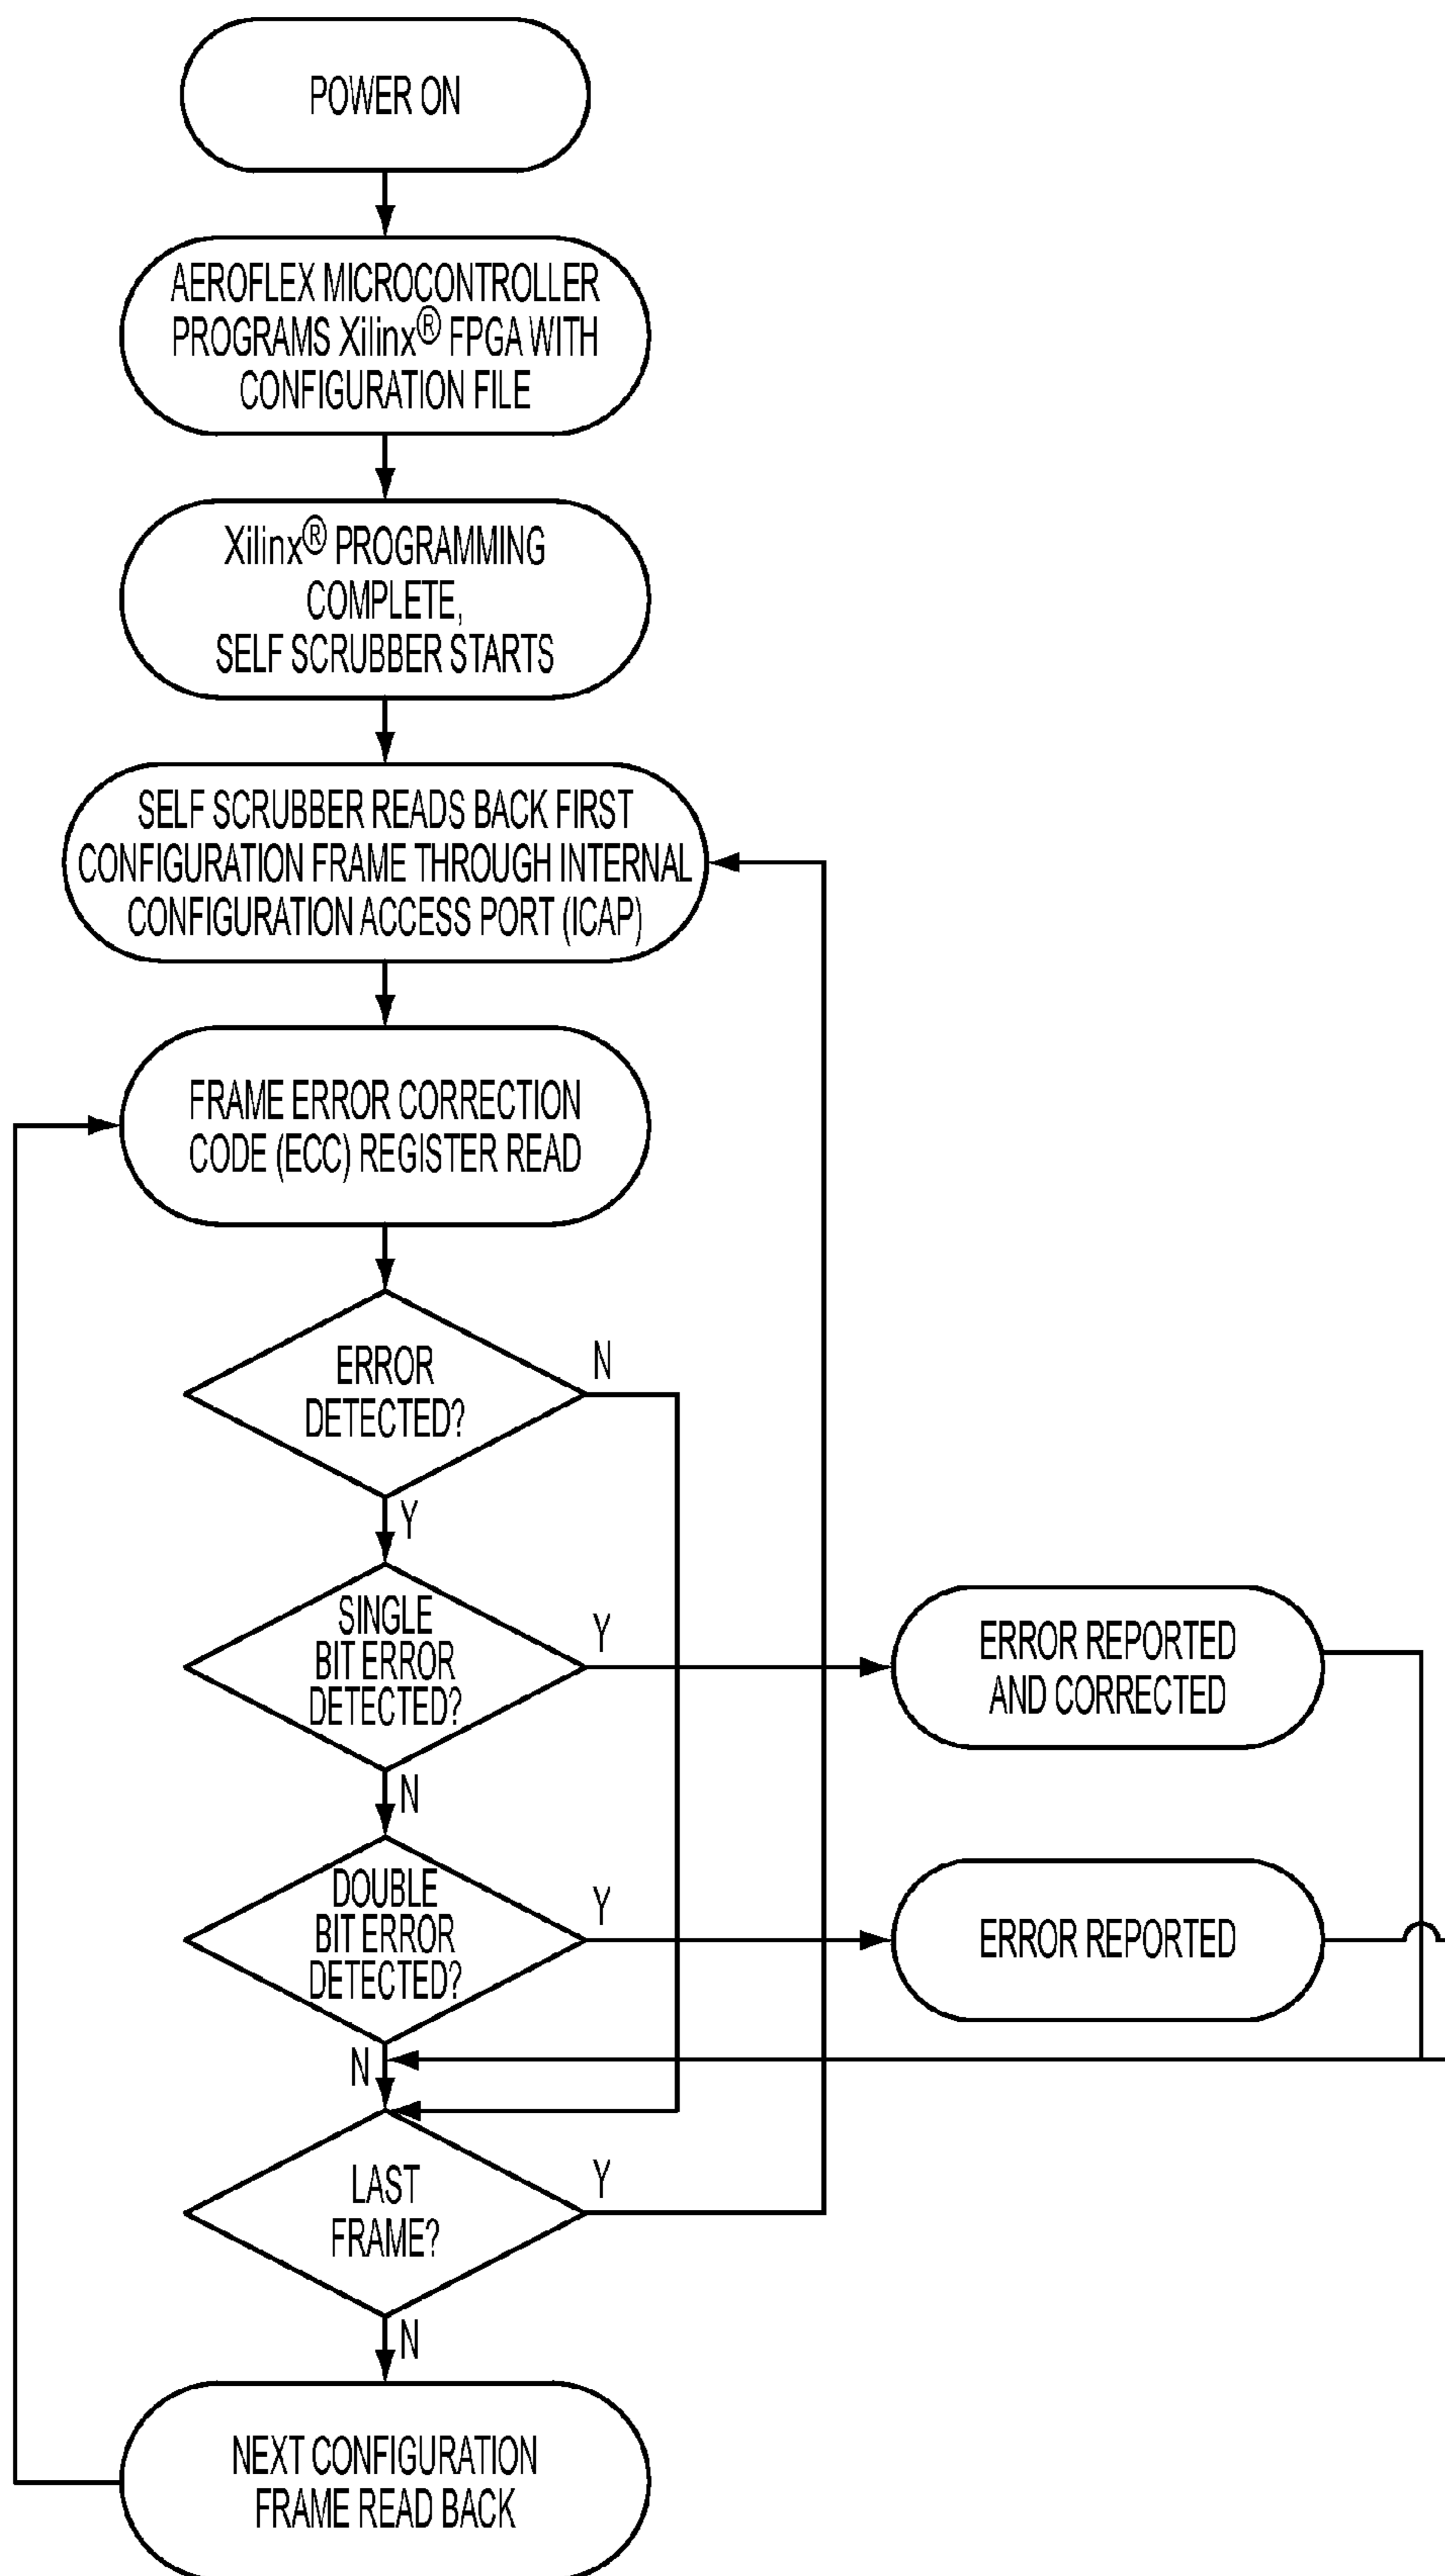 POWER ON
AEROFLEX MICROCONTROLLER
PROGRAMS Xilinx® FPGA WITH
CONFIGURATION FILE
Xilinx® PROGRAMMING
COMPLETE,
SELF SCRUBBER STARTS
SELF SCRUBBER READS BACK FIRST
CONFIGURATION FRAME THROUGH INTERNAL
CONFIGURATION ACCESS PORT (ICAP)
FRAME ERROR CORRECTION
CODE (ECC) REGISTER READ
ERROR
DETECTED?
N
Y
SINGLE
BIT ERROR
DETECTED?
Y
ERROR REPORTED
AND CORRECTED
N
DOUBLE
BIT ERROR
DETECTED?
Y
ERROR REPORTED
N
LAST
FRAME?
Y
N
NEXT CONFIGURATION
FRAME READ BACK